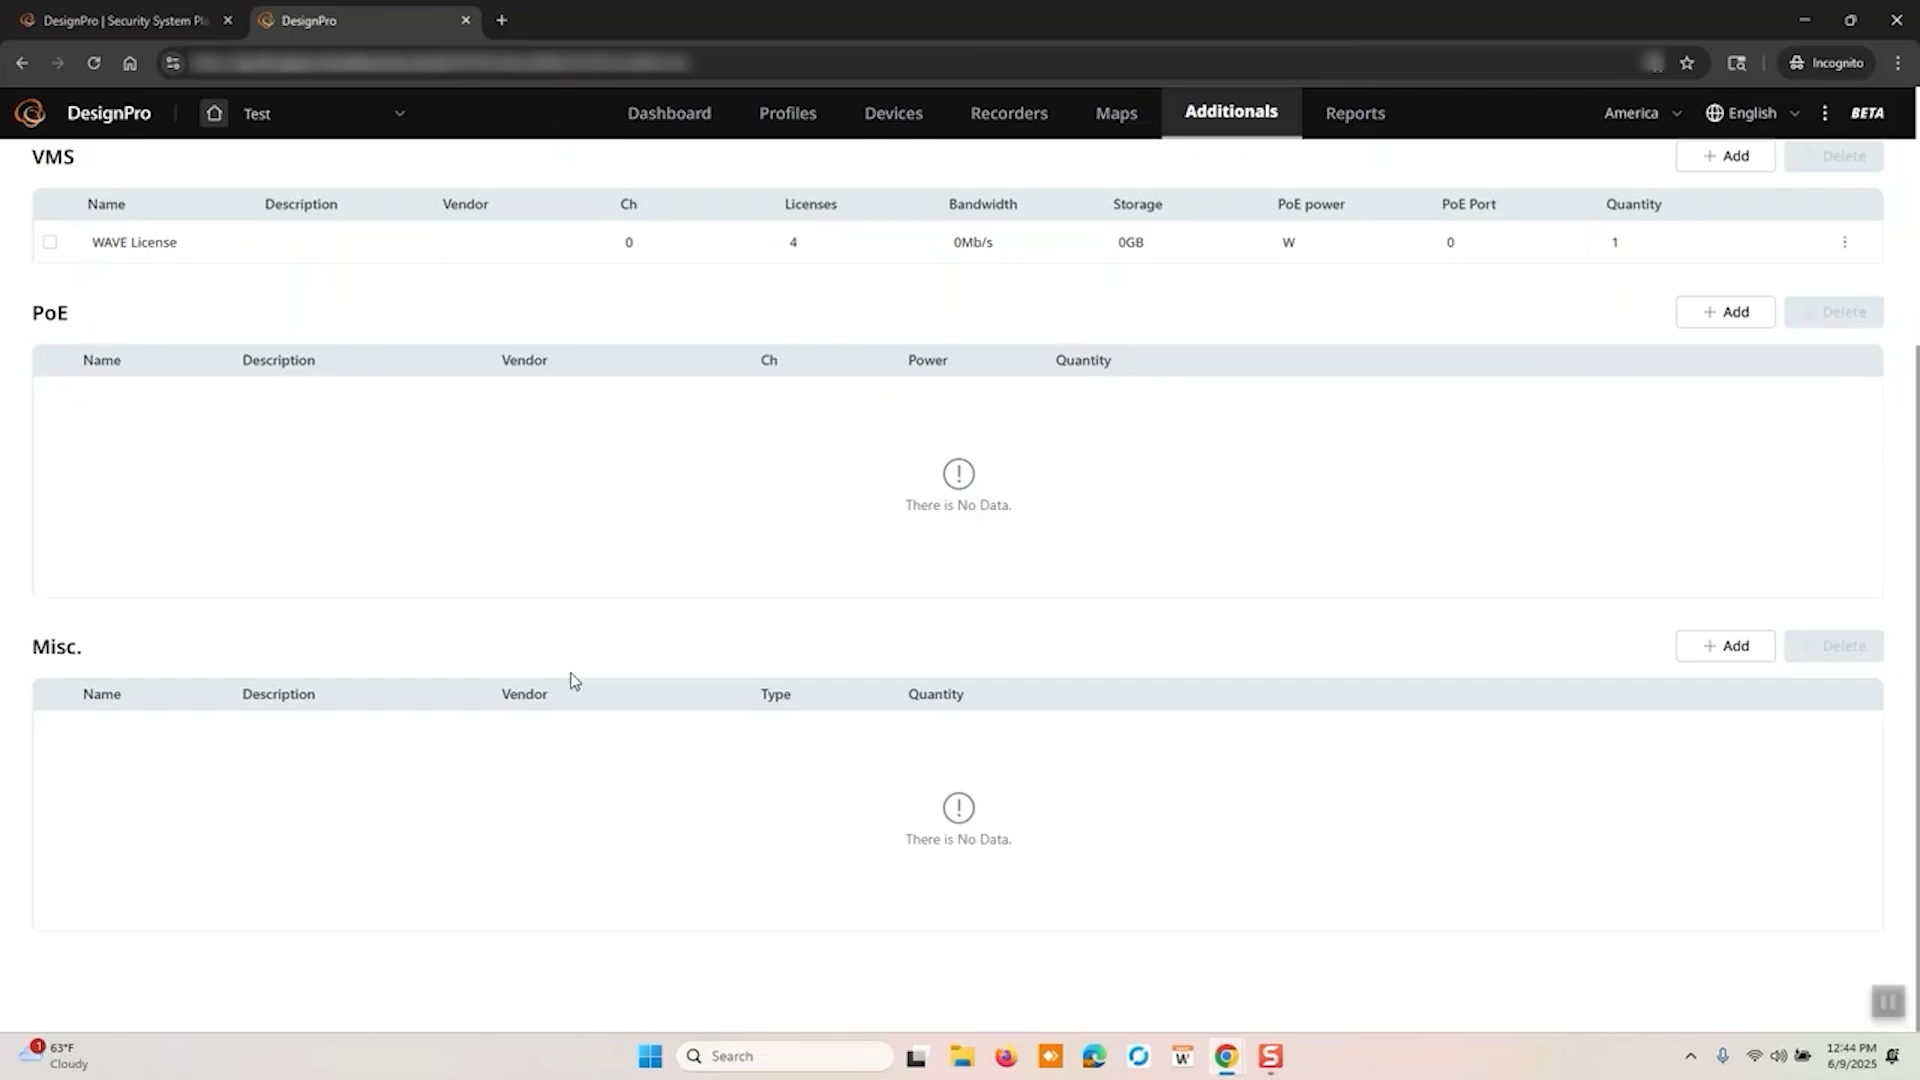 DesignPro | Security System Pl
DesignPro
Incognito
DesignPro
Test
Dashboard
Profiles
Devices
Recorders
Maps
Additionals
Reports
America
English
BETA
VMS
+ Add
Delete
Name Description Vendor Ch Licenses Bandwidth Storage PoE power PoE Port Quantity
WAVE License 0 4 0Mb/s 0GB W 0 1
PoE
+ Add
Delete
Name Description Vendor Ch Power Quantity
There is No Data.
Misc.
+ Add
Delete
Name Description Vendor Type Quantity
There is No Data.
1
63°F
Cloudy
Search
12:44 PM
6/9/2025